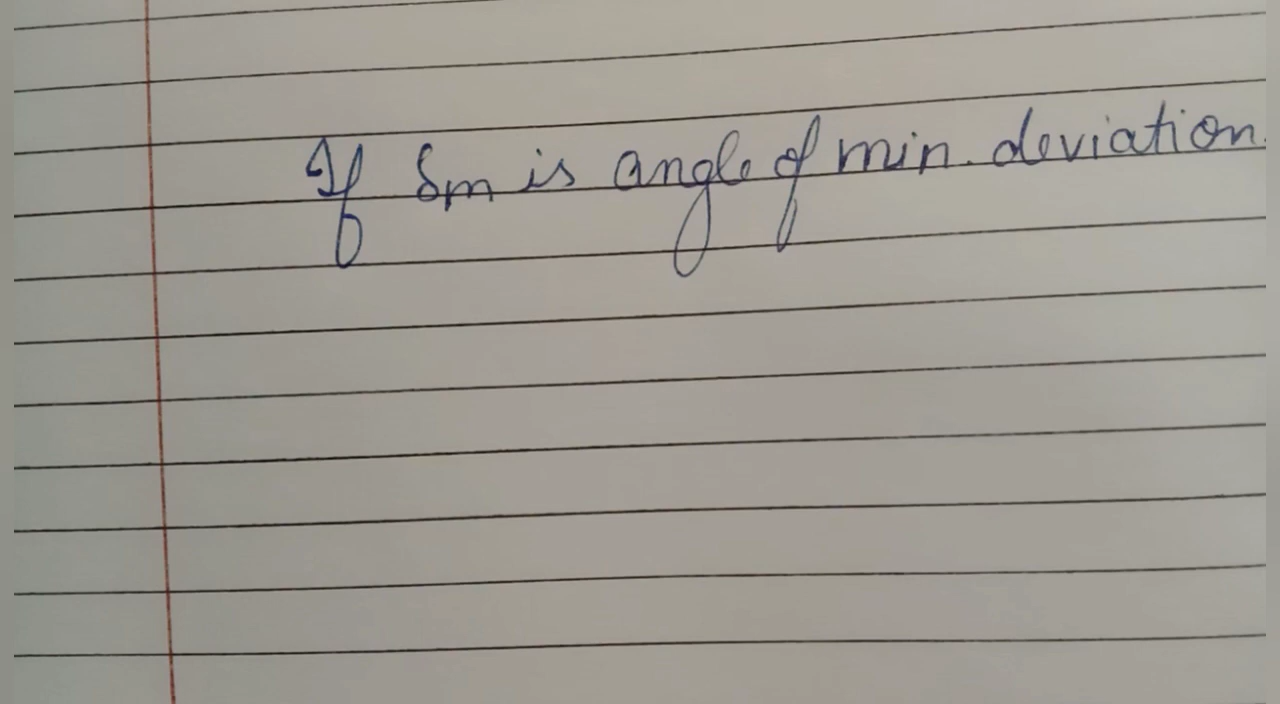 If δm is angle of min. deviation.